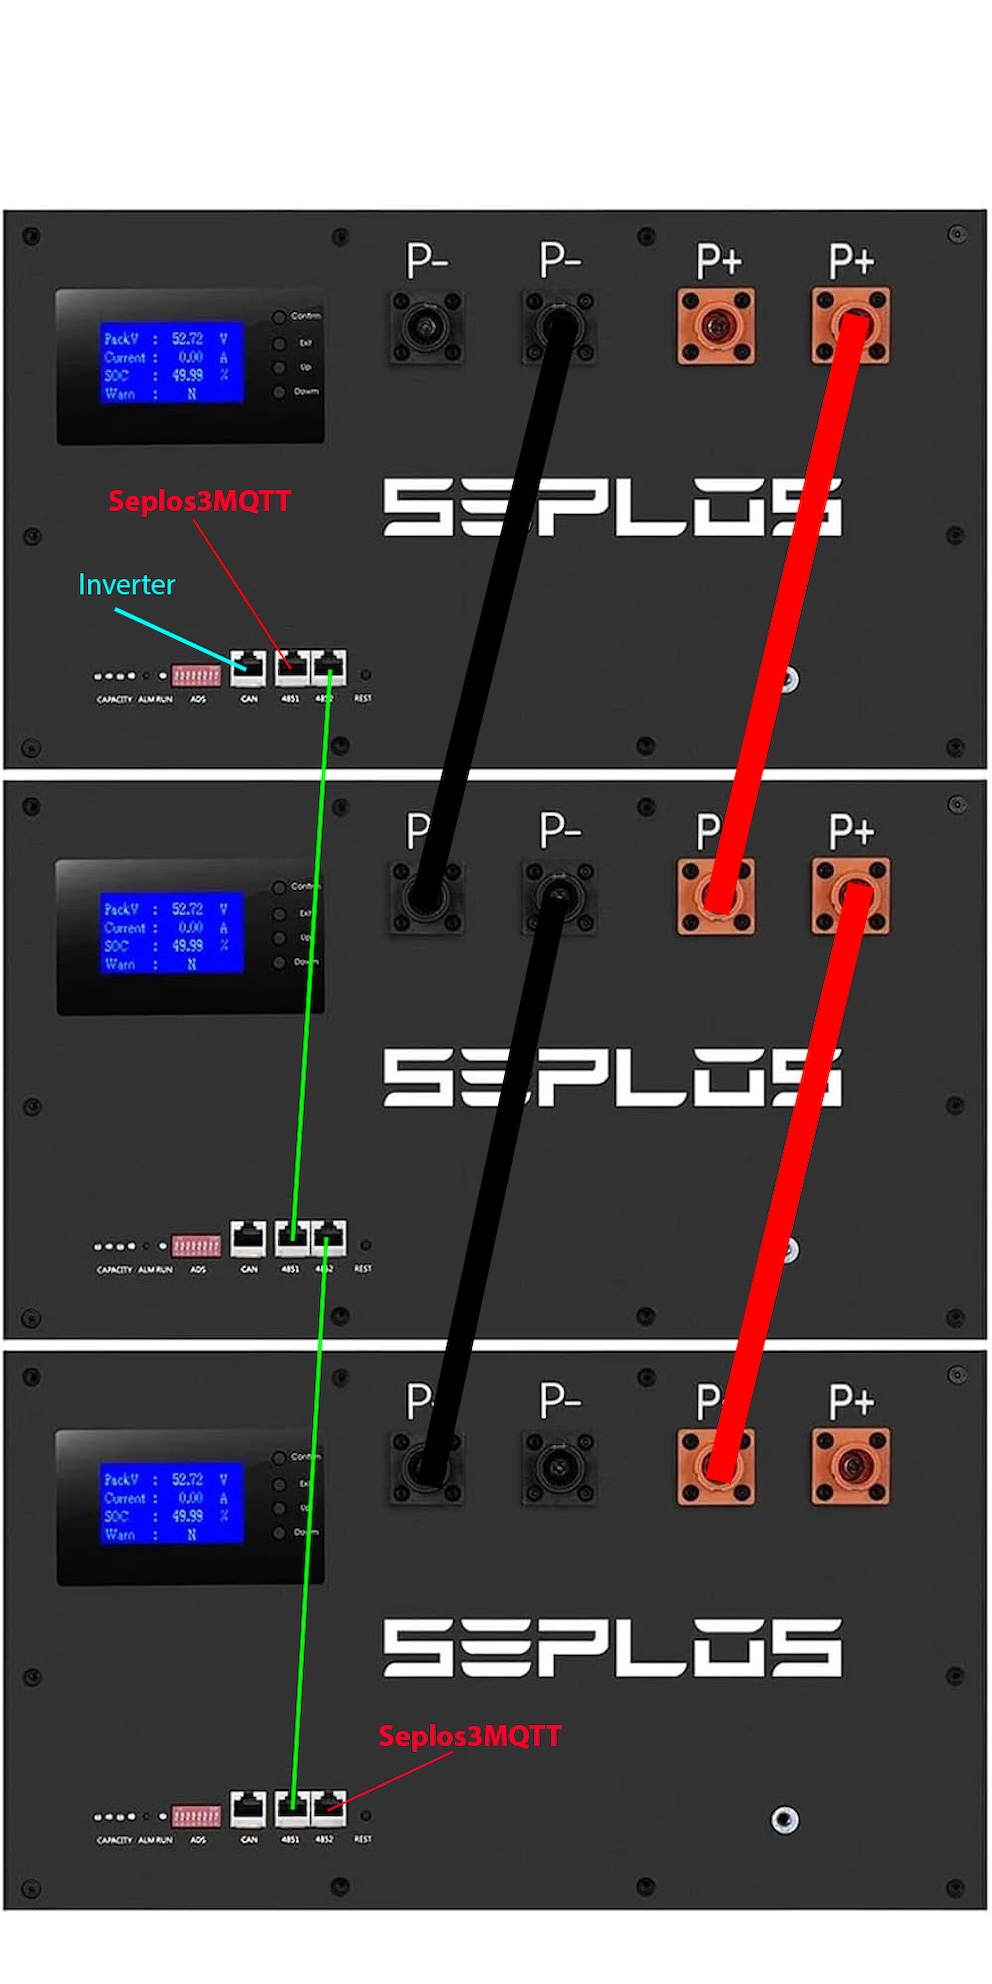 P- P- P+ P+
Confirm
PackV : 52.72 V
Exit
Current : 0.00 A
Up
SOC : 49.99 %
Down
Warn : N
Seplos3MQTT
SEPLOS
Inverter
CAPACITY ALM RUN ADS CAN 4851 REST
P- P+
PackV : 52.72 V
Current : 0.00 A
SOC : 49.99 %
Warn : N
SEPLOS
CAPACITY ALM RUN ADS CAN 4851 REST
P- P+
PackV : 52.72 V
Current : 0.00 A
SOC : 49.99 %
Warn : N
SEPLOS
Seplos3MQTT
CAPACITY ALM RUN ADS CAN 4851 4852 REST